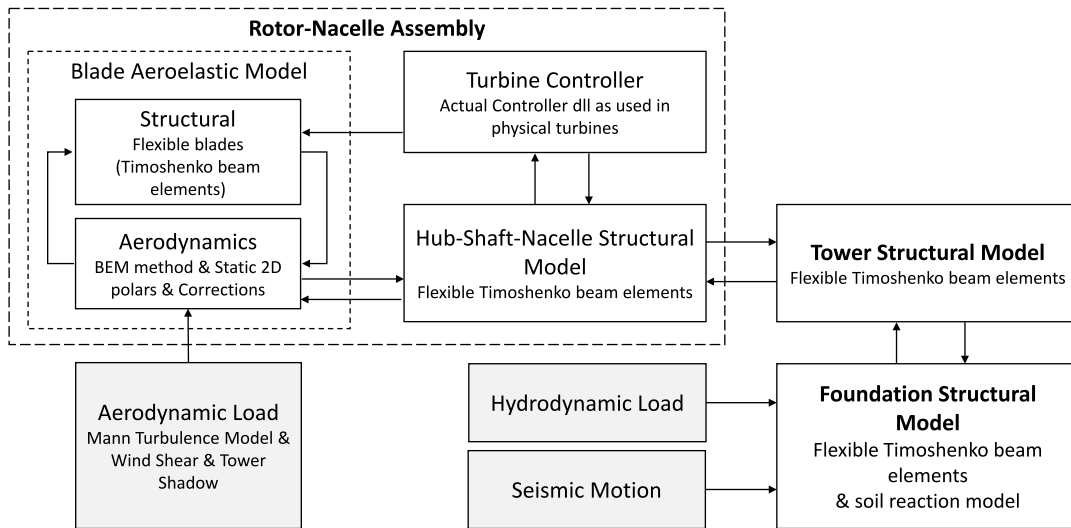 Rotor-Nacelle Assembly
Blade Aeroelastic Model
Structural
Flexible blades
(Timoshenko beam
elements)
Aerodynamics
BEM method & Static 2D
polars & Corrections
Turbine Controller
Actual Controller dll as used in
physical turbines
Hub-Shaft-Nacelle Structural
Model
Flexible Timoshenko beam elements
Tower Structural Model
Flexible Timoshenko beam elements
Aerodynamic Load
Mann Turbulence Model &
Wind Shear & Tower
Shadow
Hydrodynamic Load
Seismic Motion
Foundation Structural
Model
Flexible Timoshenko beam
elements
& soil reaction model